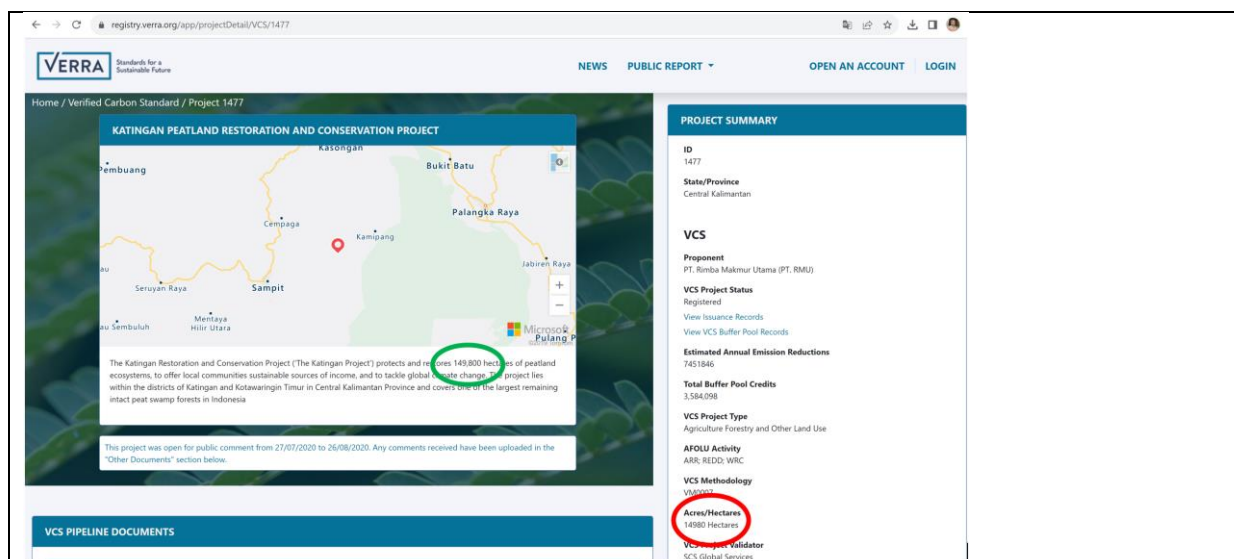 registry.verra.org/app/projectDetail/VCS/1477
VERRA
Standards for a
Sustainable Future
NEWS PUBLIC REPORT OPEN AN ACCOUNT LOGIN
Home / Verified Carbon Standard / Project 1477
KATINGAN PEATLAND RESTORATION AND CONSERVATION PROJECT
Kasongan
Pembuang
Bukit Batu
Palangka Raya
Cempaga
Kamipang
au
Jabiren Raya
Seruyan Raya
Sampit
Mentaya
Hilir Utara
au Sembuluh
Microsoft
Pulang P
The Katingan Restoration and Conservation Project ('The Katingan Project') protects and restores 149,800 hectares of peatland
ecosystems, to offer local communities sustainable sources of income, and to tackle global climate change. The project lies
within the districts of Katingan and Kotawaringin Timur in Central Kalimantan Province and covers one of the largest remaining
intact peat swamp forests in Indonesia
This project was open for public comment from 27/07/2020 to 26/08/2020. Any comments received have been uploaded in the
"Other Documents" section below.
VCS PIPELINE DOCUMENTS
PROJECT SUMMARY
ID
1477
State/Province
Central Kalimantan
VCS
Proponent
PT. Rimba Makmur Utama (PT. RMU)
VCS Project Status
Registered
View Issuance Records
View VCS Buffer Pool Records
Estimated Annual Emission Reductions
7451846
Total Buffer Pool Credits
3,584,098
VCS Project Type
Agriculture Forestry and Other Land Use
AFOLU Activity
ARR; REDD; WRC
VCS Methodology
VM0007
Acres/Hectares
14980 Hectares
VCS Project Validator
SCS Global Services